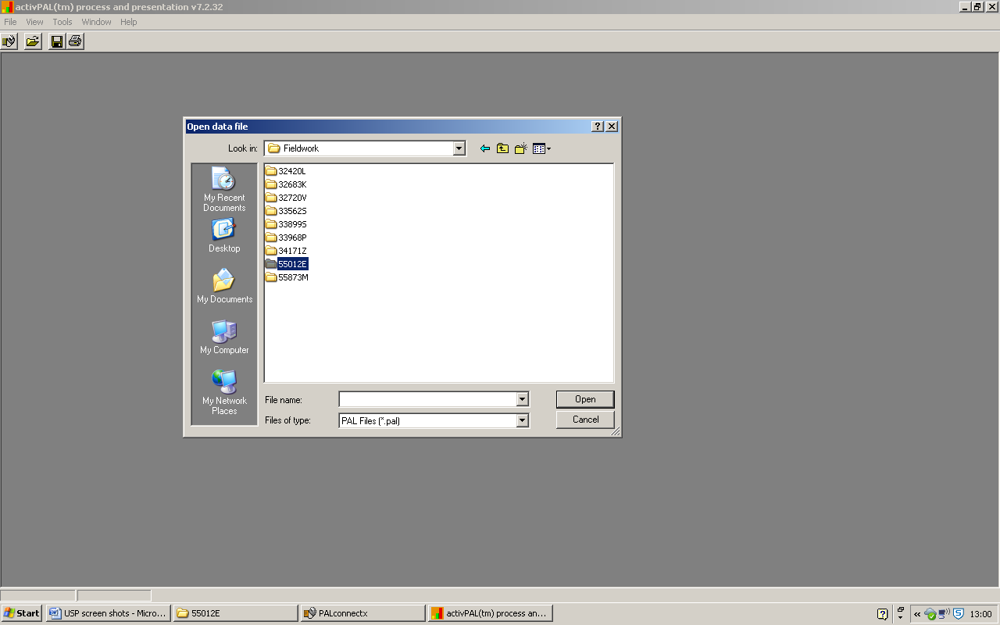 activPAL(tm) process and presentation v7.2.32
File View Tools Window Help
Open data file
Look in: Fieldwork
My Recent Documents
Desktop
My Documents
My Computer
My Network Places
32420L
32683K
32720V
33562S
33899S
33968P
34171Z
55012E
55873M
File name:
Open
Files of type: PAL Files (*.pal)
Cancel
Start USP screen shots - Micro... 55012E PALconnectx activPAL(tm) process an... 13:00